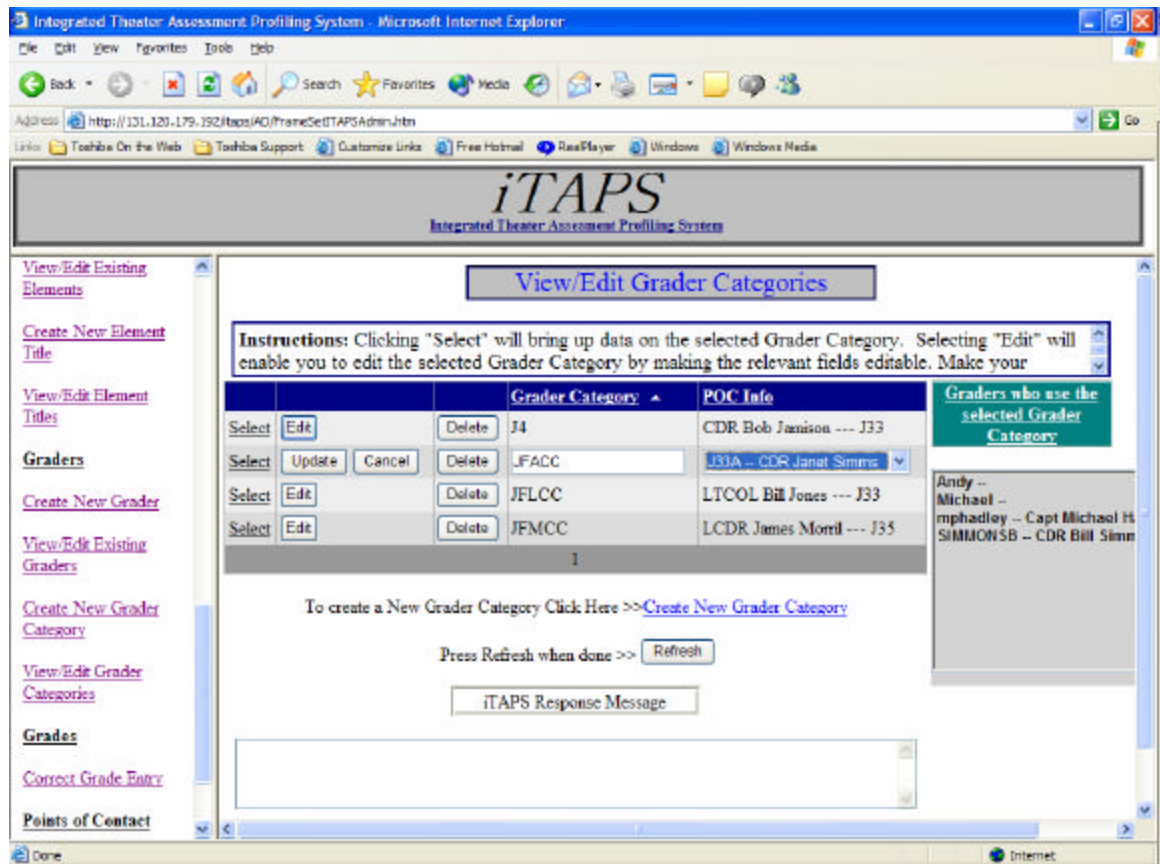 Integrated Theater Assessment Profiling System - Microsoft Internet Explorer
File Edit View Favorites Tools Help
Back Search Favorites Media
Address http://131.120.179.192/itaps/AO/FrameSetITAPSAdmin.htm Go
Links Toshiba On the Web Toshiba Support Customize Links Free Hotmail RealPlayer Windows Windows Media
iTAPS
Integrated Theater Assessment Profiling System
View/Edit Existing
Elements
Create New Element
Title
View/Edit Element
Titles
Graders
Create New Grader
View/Edit Existing
Graders
Create New Grader
Category
View/Edit Grader
Categories
Grades
Correct Grade Entry
Points of Contact
View/Edit Grader Categories
Instructions: Clicking "Select" will bring up data on the selected Grader Category. Selecting "Edit" will
enable you to edit the selected Grader Category by making the relevant fields editable. Make your
Grader Category POC Info
Select Edit Delete J4 CDR Bob Jamison --- J33
Select Update Cancel Delete JFACC J33A -- CDR Janet Simms
Select Edit Delete JFLCC LTCOL Bill Jones --- J33
Select Edit Delete JFMCC LCDR James Morril --- J35
1
Graders who use the
selected Grader
Category
Andy --
Michael --
mphadley -- Capt Michael H
SIMMONSB -- CDR Bill Simm
To create a New Grader Category Click Here >>Create New Grader Category
Press Refresh when done >> Refresh
iTAPS Response Message
Done Internet